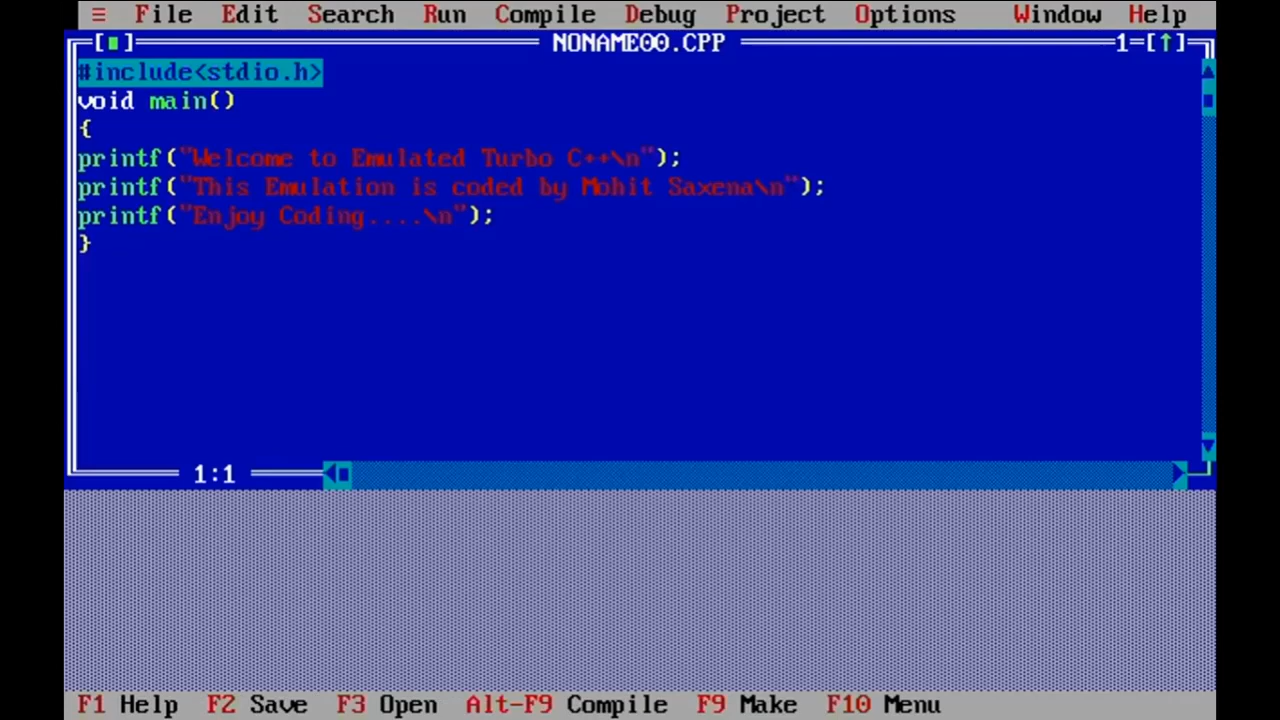 ≡ File Edit Search Run Compile Debug Project Options Window Help
[■] NONAME00.CPP 1=[↑]
#include<stdio.h>
void main()
{
printf("Welcome to Emulated Turbo C++\n");
printf("This Emulation is coded by Mohit Saxena\n");
printf("Enjoy Coding....\n");
}
1:1
F1 Help F2 Save F3 Open Alt-F9 Compile F9 Make F10 Menu